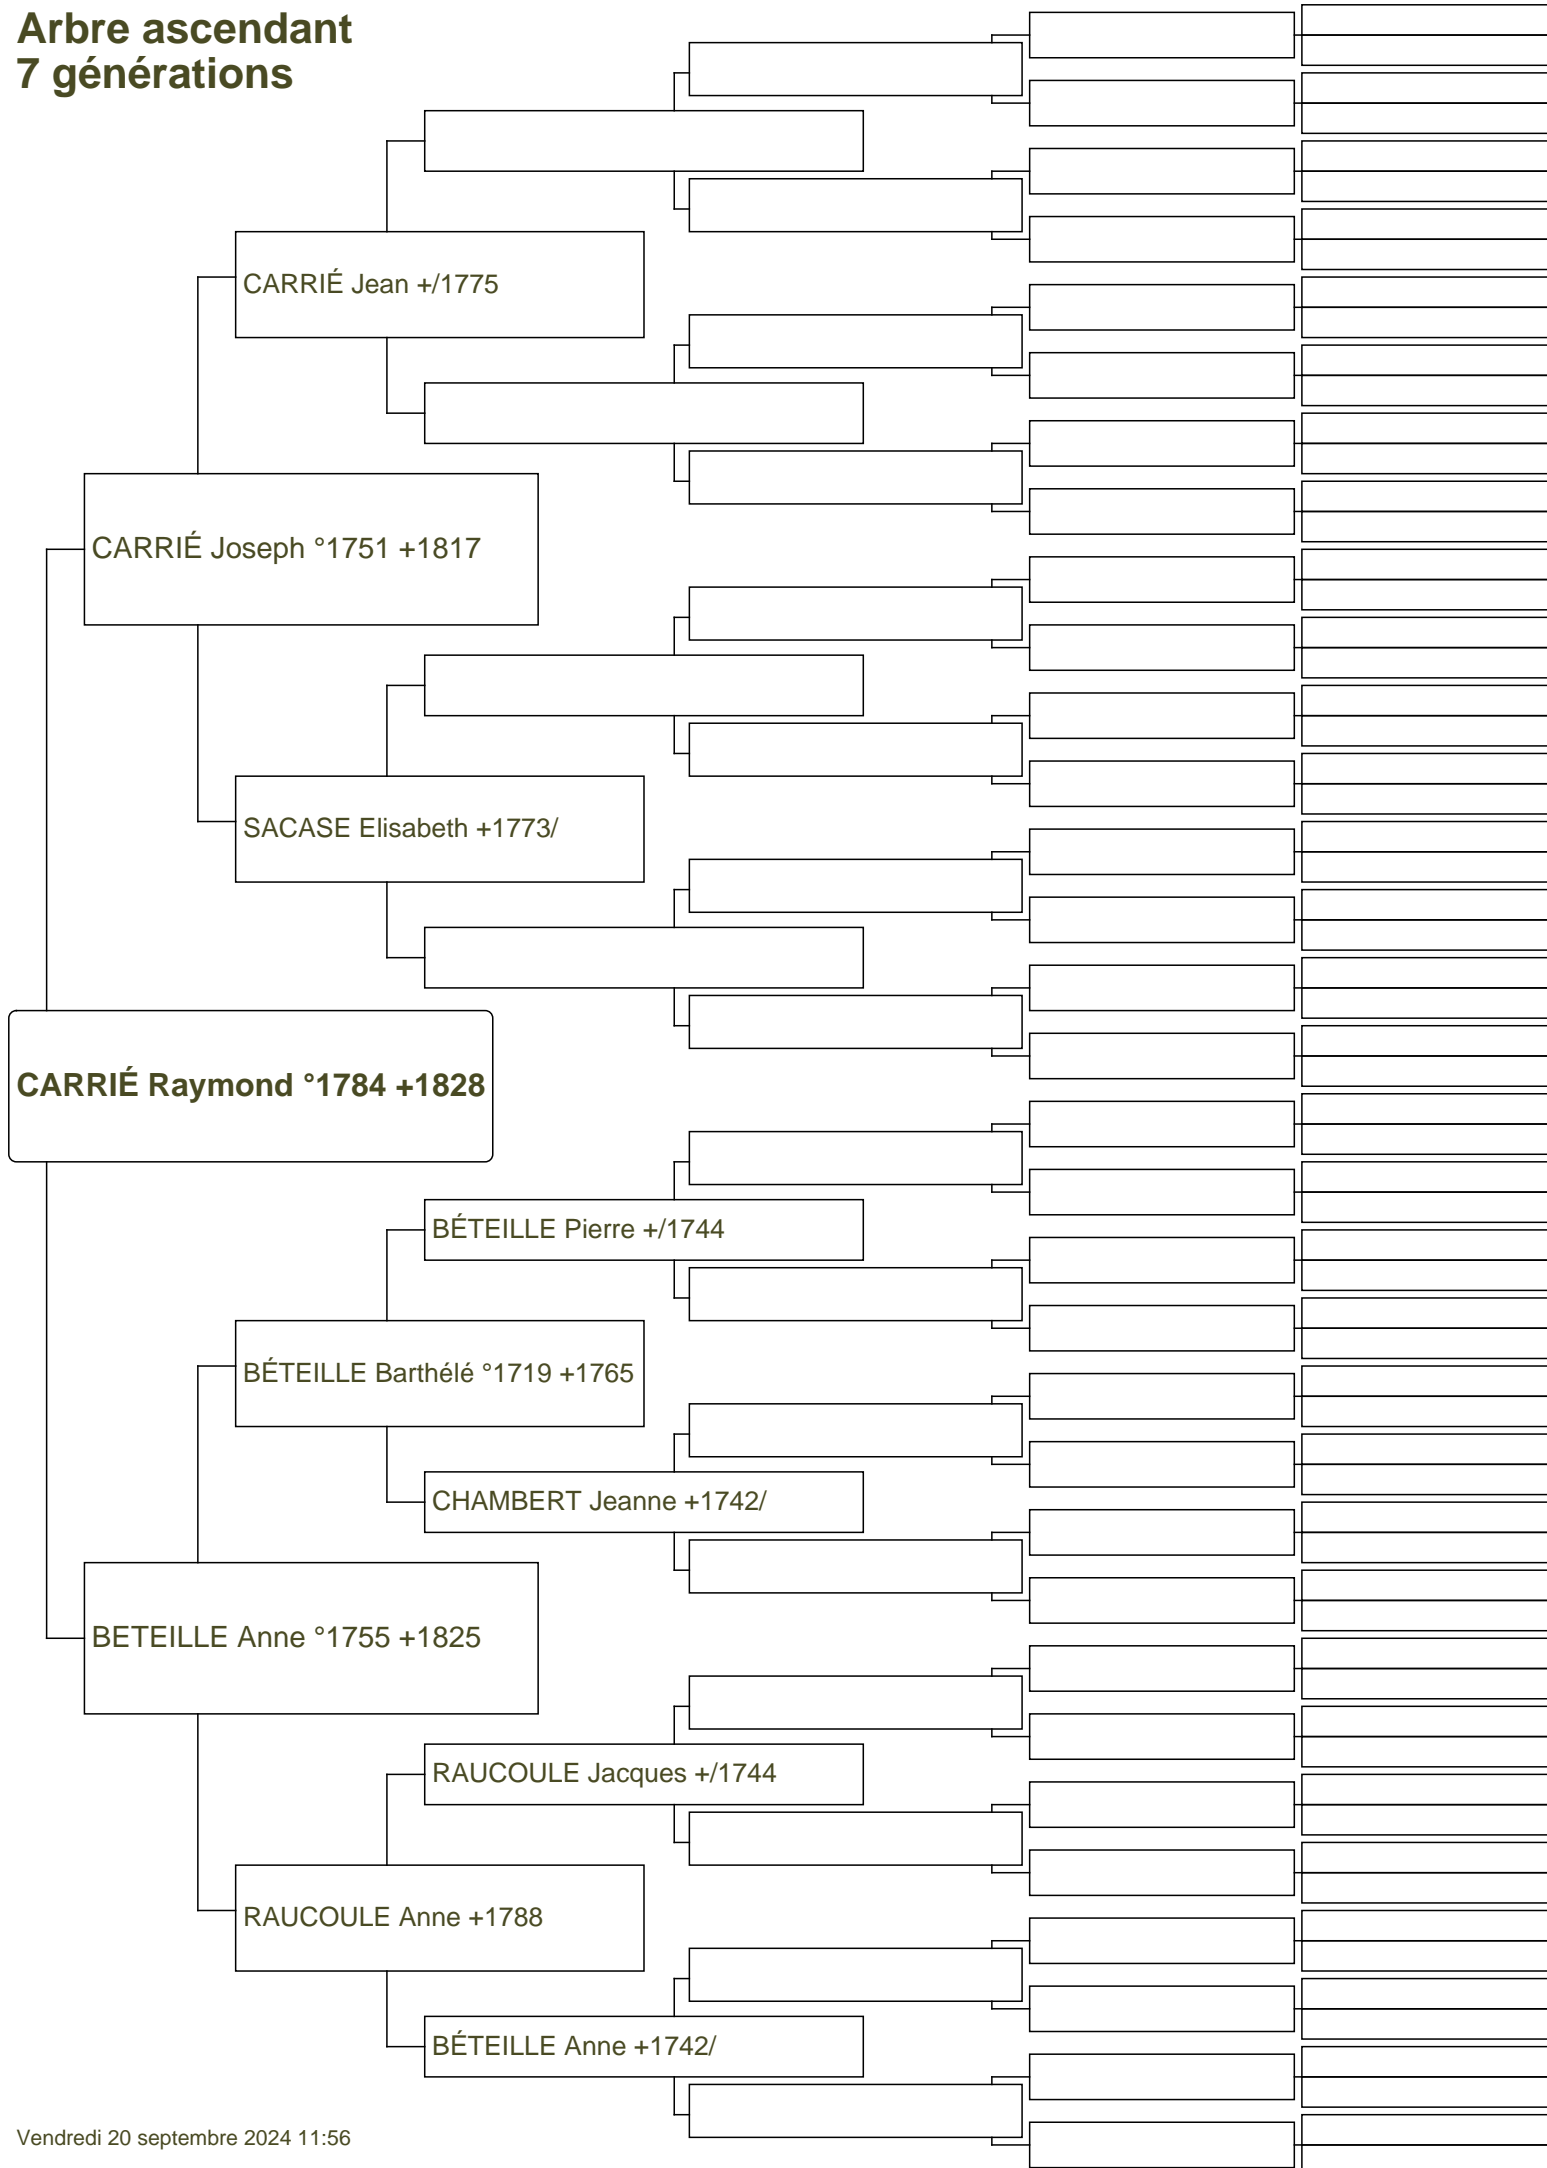 Arbre ascendant
7 générations
CARRIÉ Jean +/1775
CARRIÉ Joseph °1751 +1817
SACASE Elisabeth +1773/
CARRIÉ Raymond °1784 +1828
BÉTEILLE Pierre +/1744
BÉTEILLE Barthélé °1719 +1765
CHAMBERT Jeanne +1742/
BETEILLE Anne °1755 +1825
RAUCOULE Jacques +/1744
RAUCOULE Anne +1788
BÉTEILLE Anne +1742/
Vendredi 20 septembre 2024 11:56